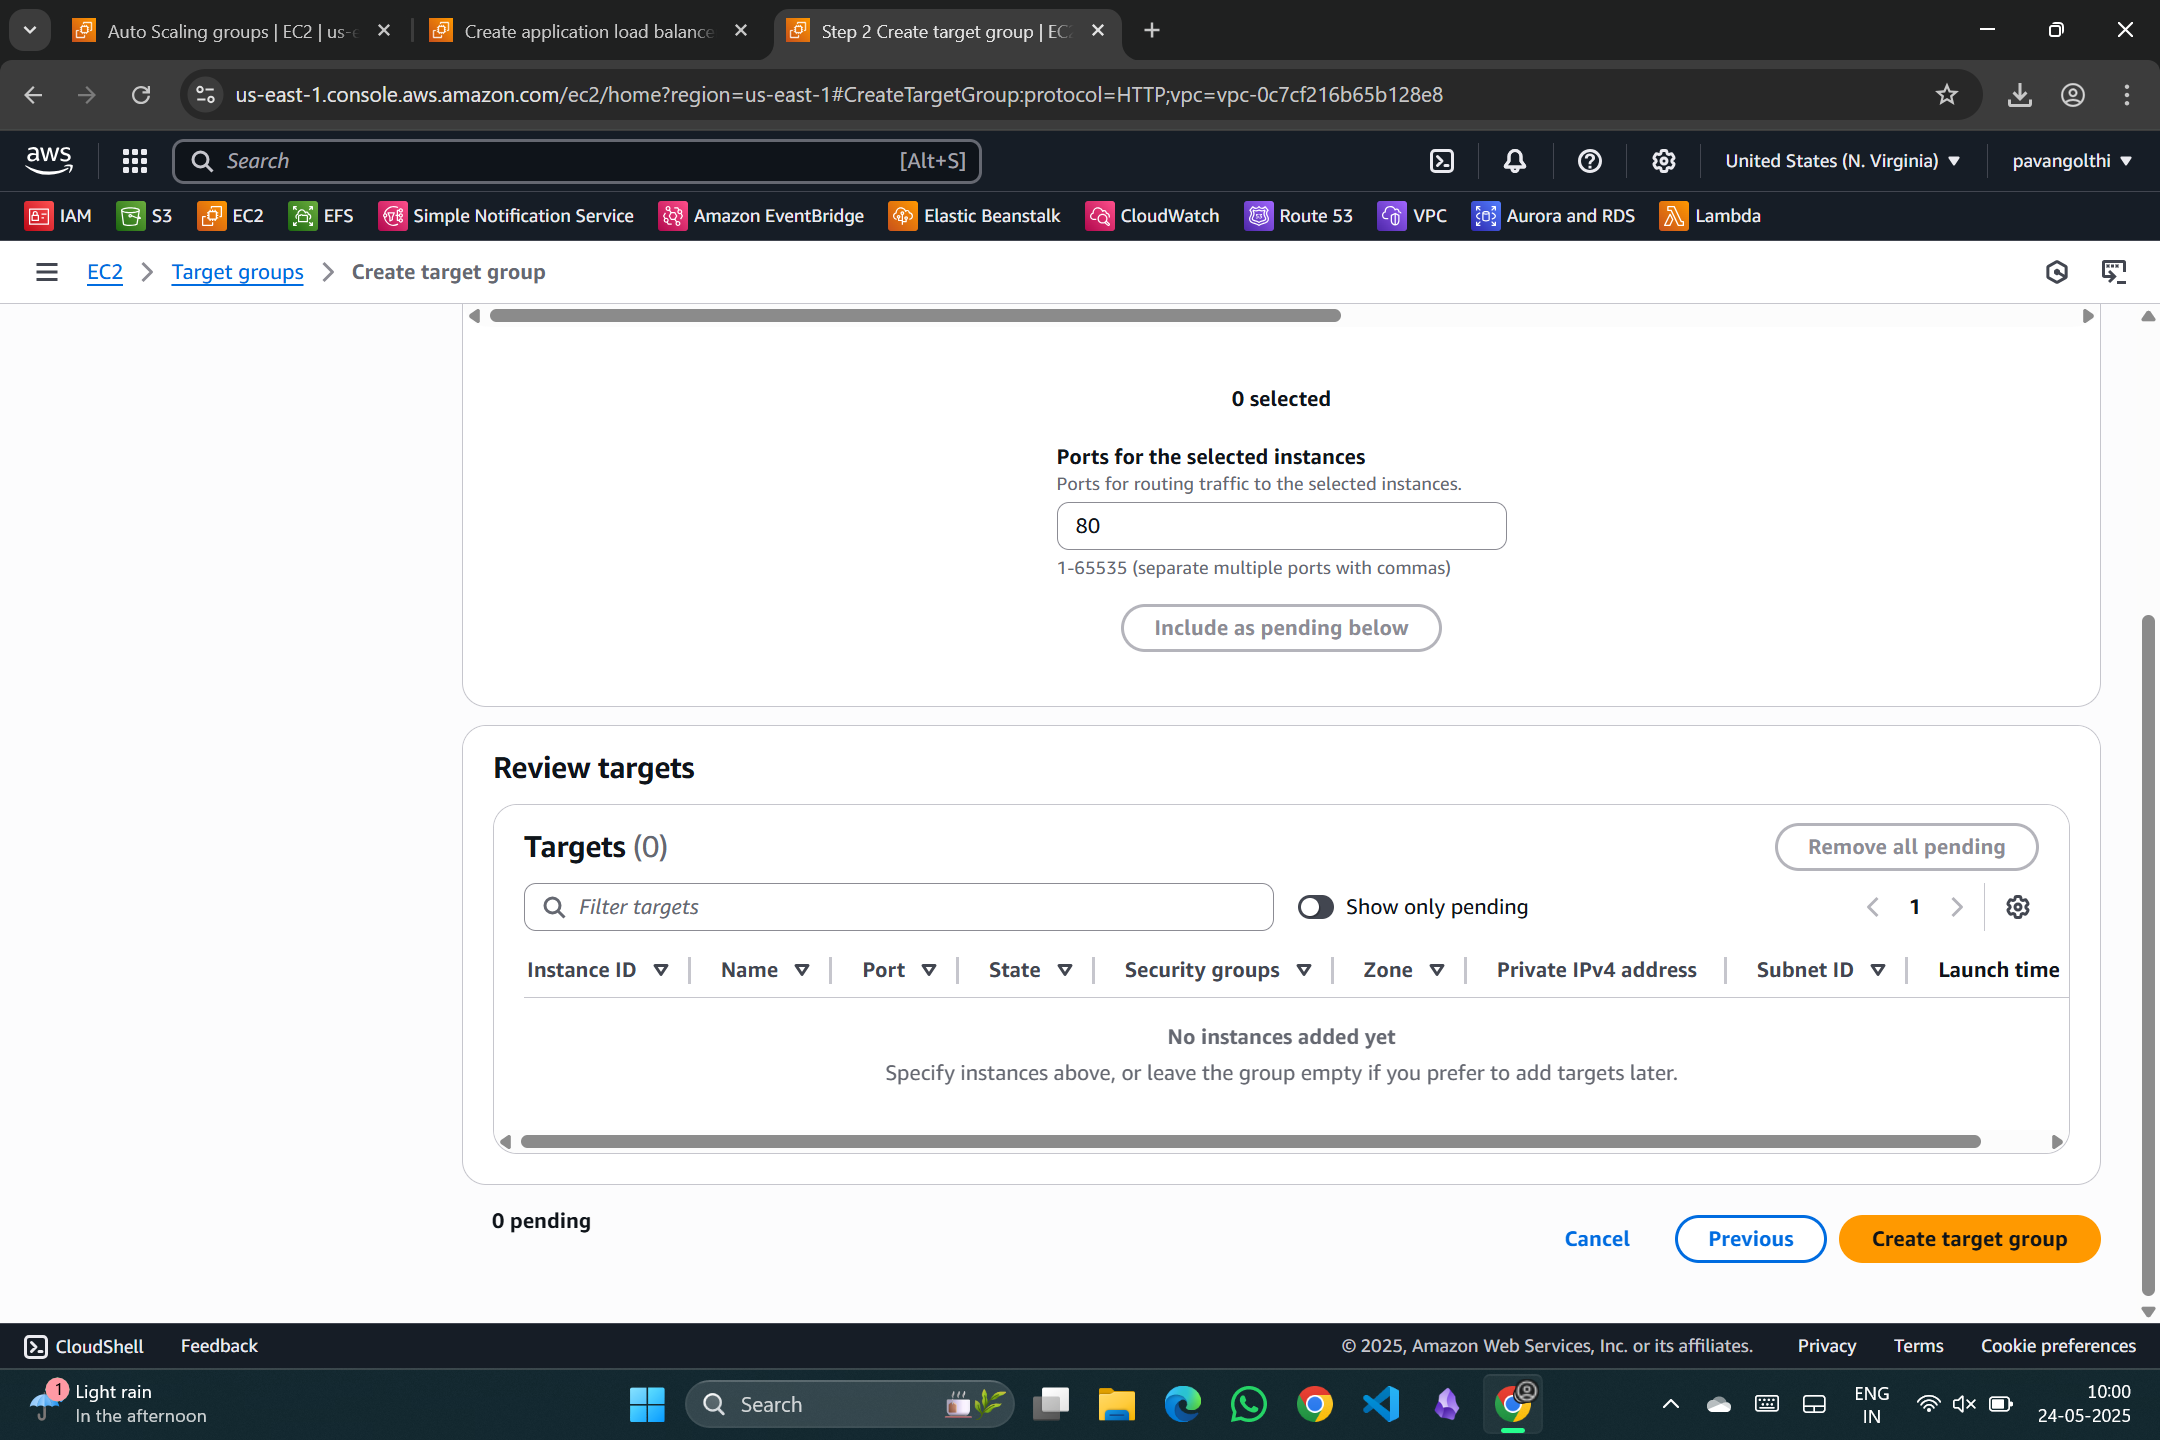 Auto Scaling groups | EC2 | us-e
Create application load balance
Step 2 Create target group | EC
us-east-1.console.aws.amazon.com/ec2/home?region=us-east-1#CreateTargetGroup:protocol=HTTP;vpc=vpc-0c7cf216b65b128e8
aws
Search [Alt+S]
United States (N. Virginia)
pavangolthi
IAM S3 EC2 EFS Simple Notification Service Amazon EventBridge Elastic Beanstalk CloudWatch Route 53 VPC Aurora and RDS Lambda
EC2 Target groups Create target group
0 selected
Ports for the selected instances
Ports for routing traffic to the selected instances.
80
1-65535 (separate multiple ports with commas)
Include as pending below
Review targets
Targets (0)
Remove all pending
Filter targets
Show only pending
1
Instance ID Name Port State Security groups Zone Private IPv4 address Subnet ID Launch time
No instances added yet
Specify instances above, or leave the group empty if you prefer to add targets later.
0 pending
Cancel Previous Create target group
CloudShell Feedback
© 2025, Amazon Web Services, Inc. or its affiliates. Privacy Terms Cookie preferences
1
Light rain
In the afternoon
Search
ENG
IN
10:00
24-05-2025